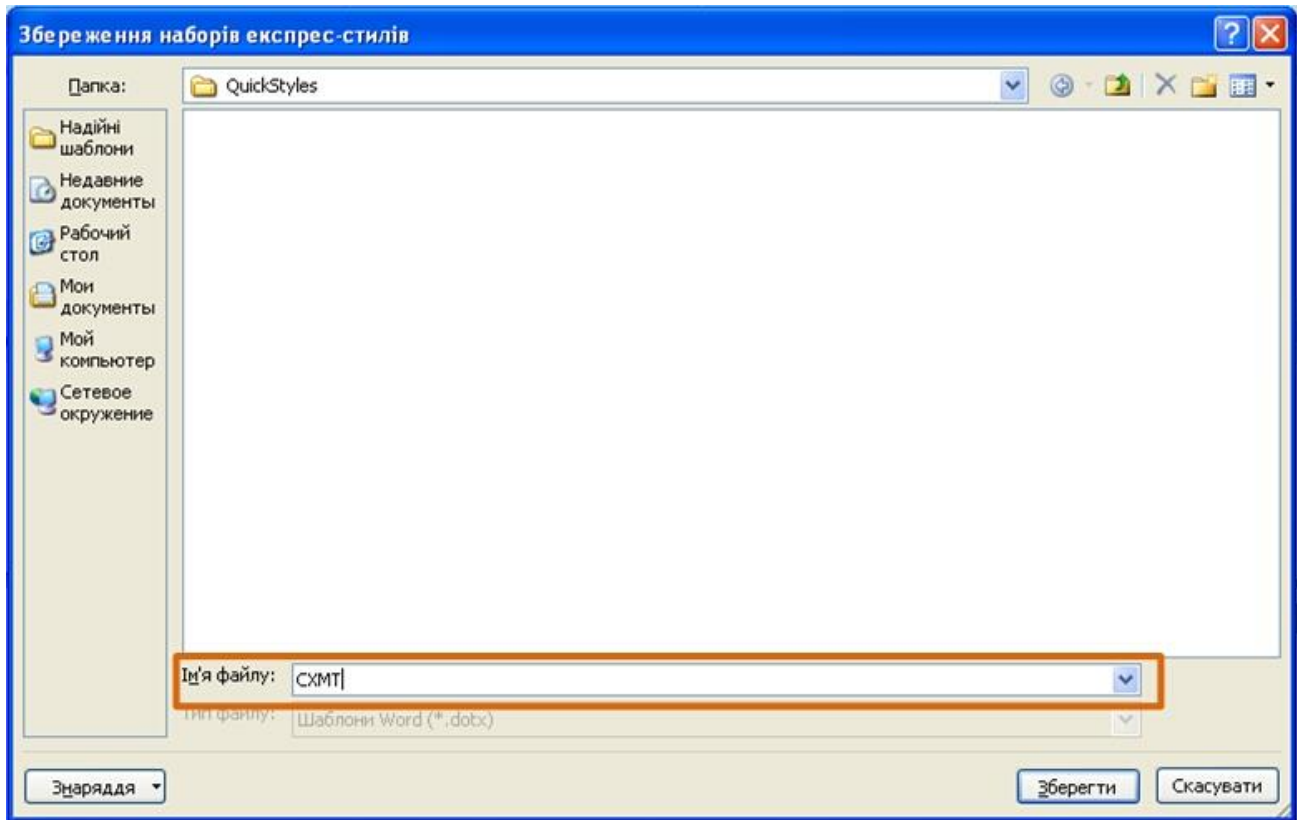 Збереження наборів експрес-стилів
Папка:
QuickStyles
Надійні
шаблони
Недавние
документы
Рабочий
стол
Мои
документы
Мой
компьютер
Сетевое
окружение
Ім'я файлу:
СХМТ
Тип файлу:
Шаблони Word (*.dotx)
Знаряддя
Зберегти
Скасувати